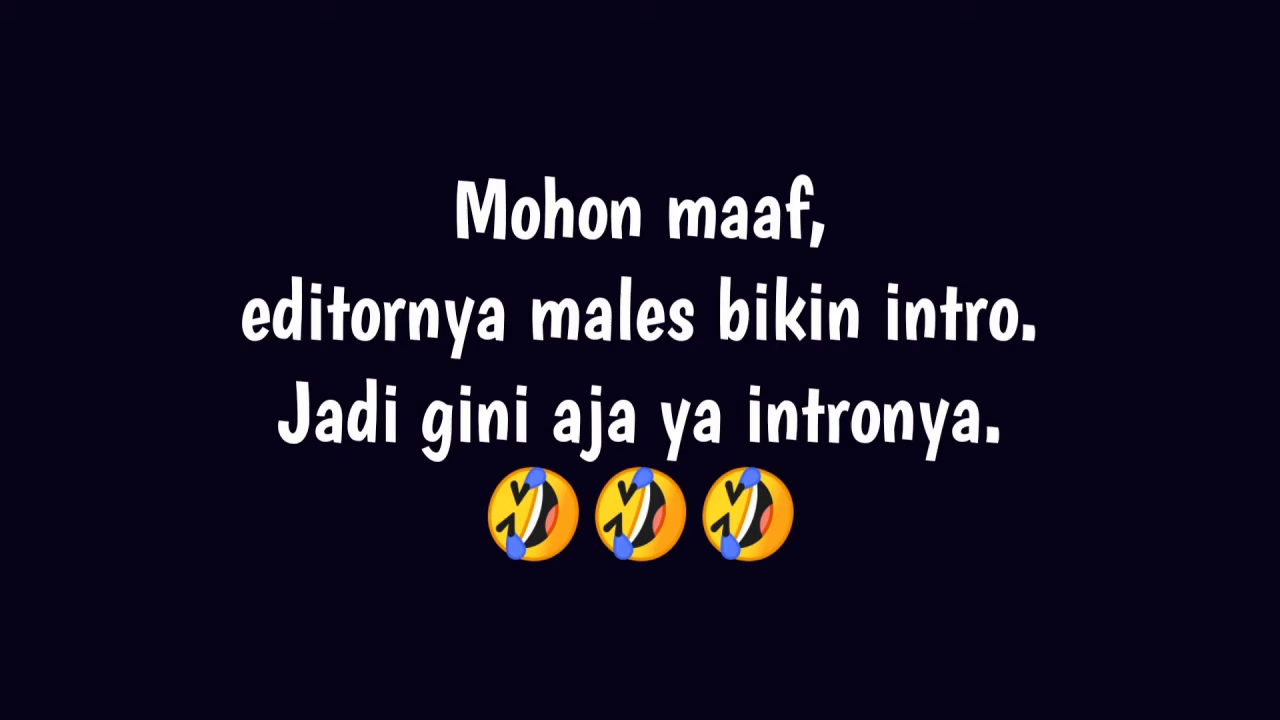 Mohon maaf,
editornya males bikin intro.
Jadi gini aja ya intronya.
🤣🤣🤣